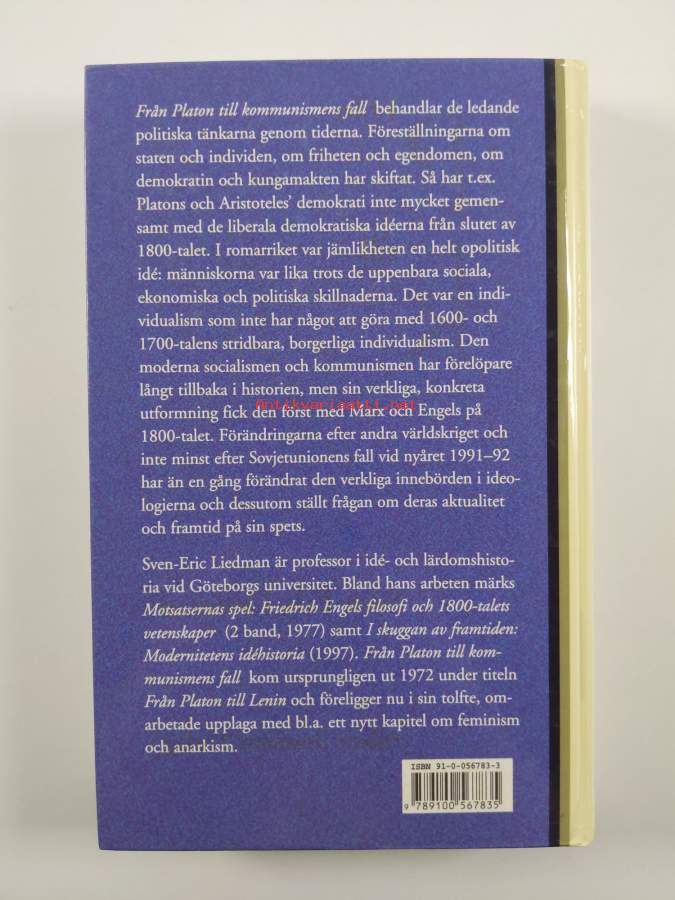 Från Platon till kommunismens fall behandlar de ledande
politiska tänkarna genom tiderna. Föreställningarna om
staten och individen, om friheten och egendomen, om
demokratin och kungamakten har skiftat. Så har t.ex.
Platons och Aristoteles' demokrati inte mycket gemen-
samt med de liberala demokratiska idéerna från slutet av
1800-talet. I romarriket var jämlikheten en helt opolitisk
idé: människorna var lika trots de uppenbara sociala,
ekonomiska och politiska skillnaderna. Det var en indi-
vidualism som inte har något att göra med 1600- och
1700-talens stridbara, borgerliga individualism. Den
moderna socialismen och kommunismen har förelöpare
långt tillbaka i historien, men sin verkliga, konkreta
Antikvariaatti.net
utformning fick den först med Marx och Engels på
1800-talet. Förändringarna efter andra världskriget och
inte minst efter Sovjetunionens fall vid nyåret 1991–92
har än en gång förändrat den verkliga innebörden i ideo-
logierna och dessutom ställt frågan om deras aktualitet
och framtid på sin spets.
Sven-Eric Liedman är professor i idé- och lärdomshisto-
ria vid Göteborgs universitet. Bland hans arbeten märks
Motsatsernas spel: Friedrich Engels filosofi och 1800-talets
vetenskaper (2 band, 1977) samt I skuggan av framtiden:
Modernitetens idéhistoria (1997). Från Platon till kom-
munismens fall kom ursprungligen ut 1972 under titeln
Från Platon till Lenin och föreligger nu i sin tolfte, om-
arbetade upplaga med bl.a. ett nytt kapitel om feminism
och anarkism.
ISBN 91-0-056783-3
9 789100 567835